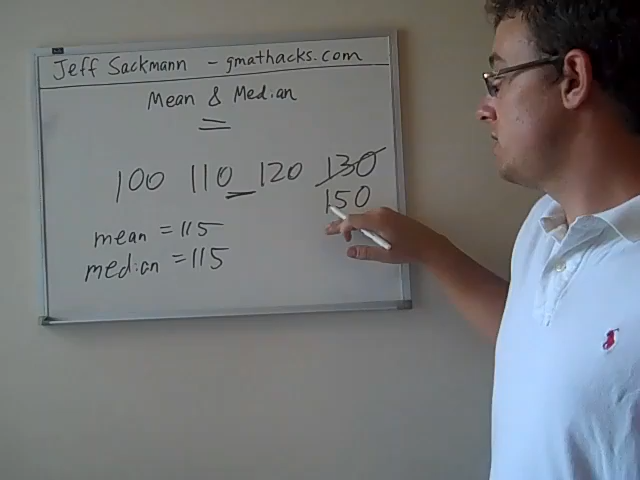 Jeff Sackmann - gmathacks.com
Mean & Median
=
100 110 _ 120 130
150
mean = 115
median = 115